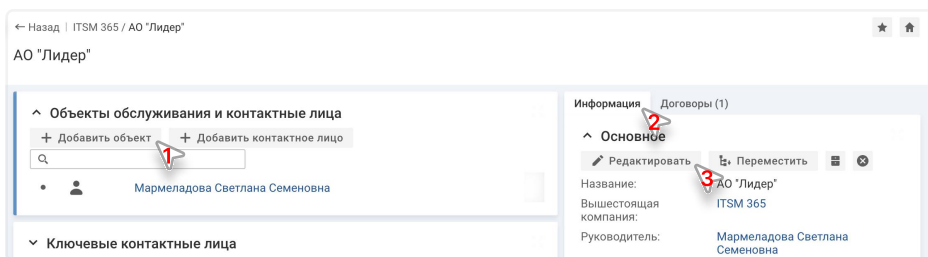 ← Назад | ITSM 365 / АО "Лидер"
АО "Лидер"
Объекты обслуживания и контактные лица
+ Добавить объект + Добавить контактное лицо
1
Мармеладова Светлана Семеновна
Ключевые контактные лица
Информация Договоры (1)
2
Основное
Редактировать Переместить
3
Название: АО "Лидер"
Вышестоящая компания: ITSM 365
Руководитель: Мармеладова Светлана
Семеновна